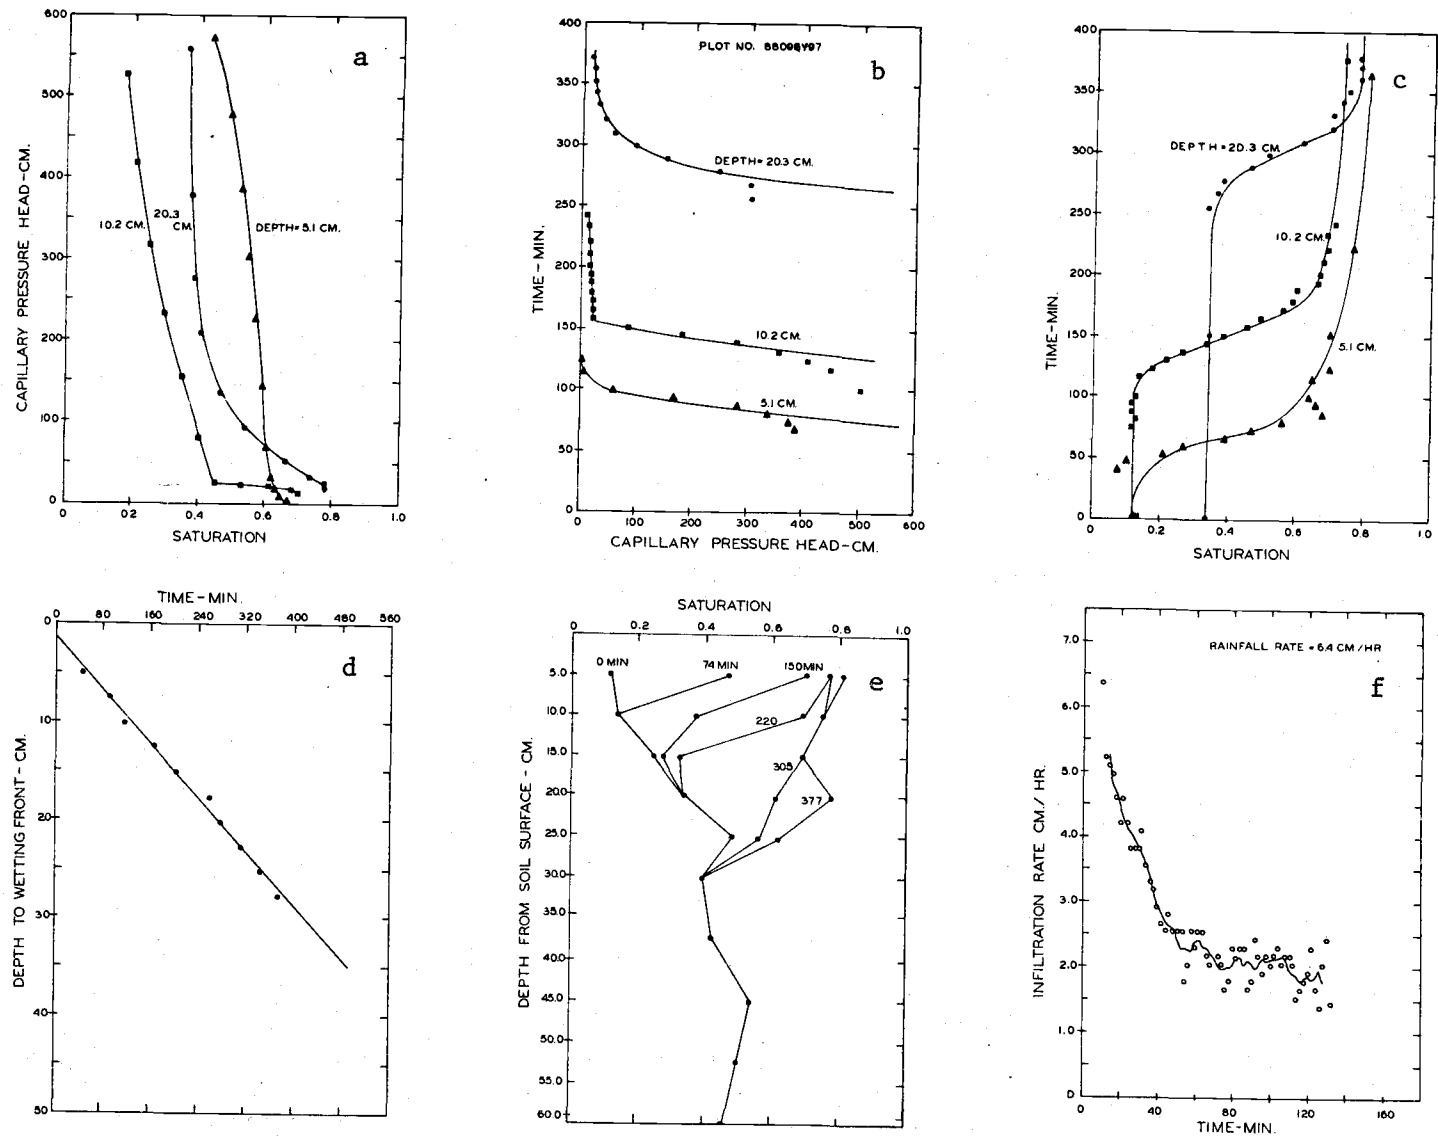 600
500
400
300
200
100
0
CAPILLARY PRESSURE HEAD-CM.
a
10.2 CM.
20.3 CM.
DEPTH=5.1 CM.
0 0.2 0.4 0.6 0.8 1.0
SATURATION
400
350
300
250
200
150
100
50
0
TIME-MIN.
b
DEPTH=20.3 CM.
10.2 CM.
5.1 CM.
0 100 200 300 400 500 600
CAPILLARY PRESSURE HEAD-CM.
400
350
300
250
200
150
100
50
0
TIME-MIN.
c
DEPTH=20.3 CM.
10.2 CM.
5.1 CM.
0 0.2 0.4 0.6 0.8 1.0
SATURATION
TIME-MIN.
0 80 160 240 320 400 480 560
0
10
20
30
40
50
DEPTH TO WETTING FRONT-CM.
d
SATURATION
0 0.2 0.4 0.6 0.8 1.0
5.0
10.0
15.0
20.0
25.0
30.0
35.0
40.0
45.0
50.0
55.0
60.0
DEPTH FROM SOIL SURFACE-CM.
0 MIN
74 MIN
150MIN
e
220
305
377
7.0
6.0
5.0
4.0
3.0
2.0
1.0
0
INFILTRATION RATE CM./HR.
RAINFALL RATE = 6.4 CM/HR
f
0 40 80 120 160
TIME-MIN.